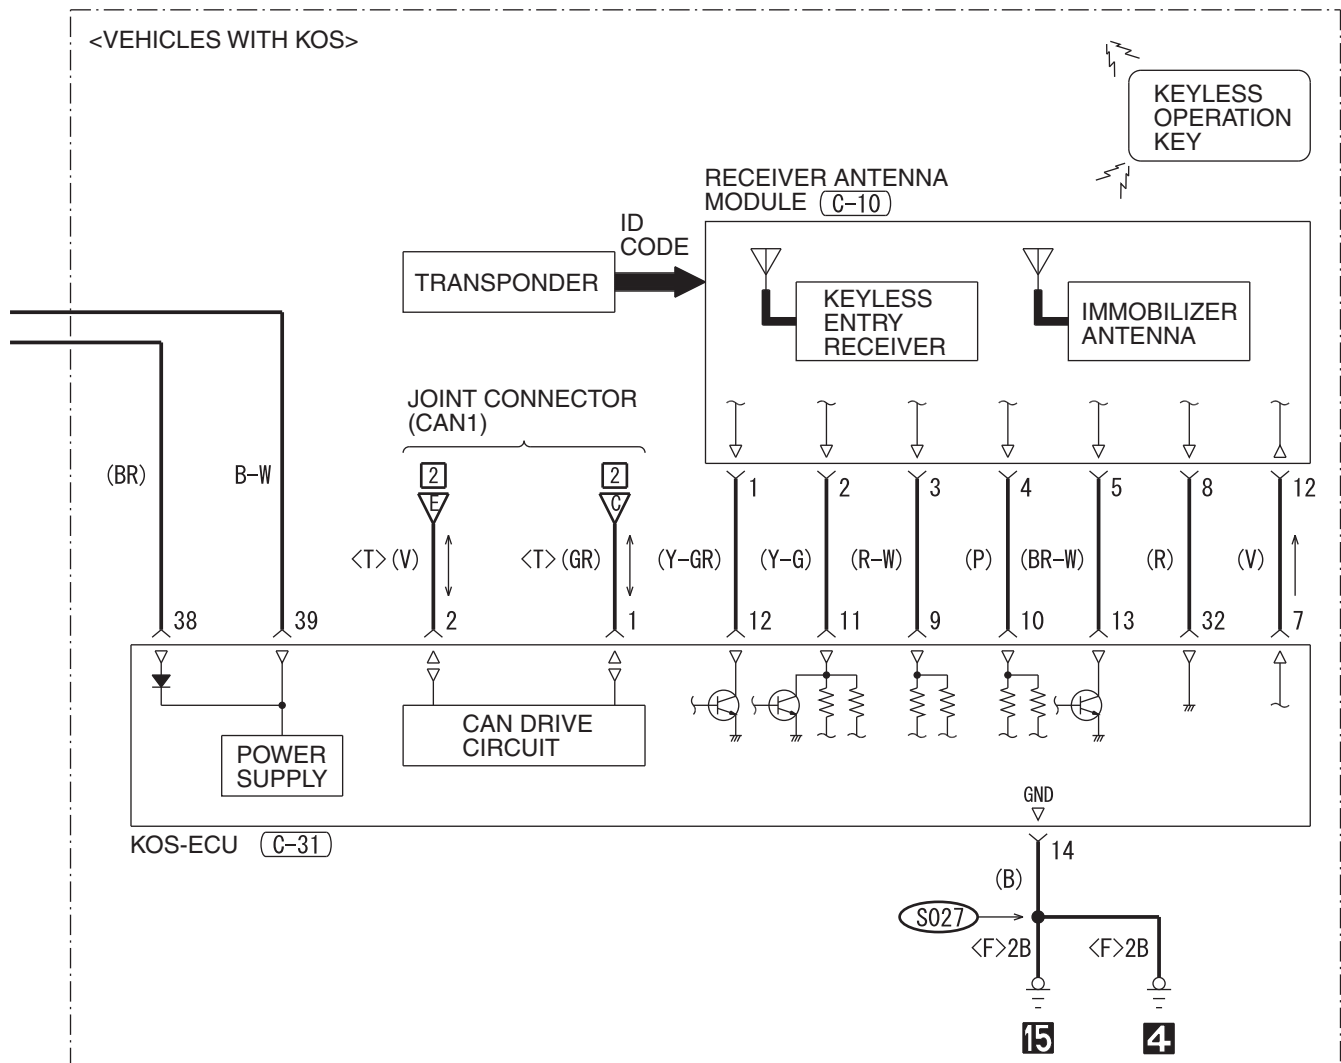 <VEHICLES WITH KOS>
KEYLESS
OPERATION
KEY
RECEIVER ANTENNA
MODULE C-10
ID
CODE
TRANSPONDER
KEYLESS
ENTRY
RECEIVER
IMMOBILIZER
ANTENNA
JOINT CONNECTOR
(CAN1)
2 2
E C
1 2 3 4 5 8 12
(BR) B-W <T>(V) <T>(GR) (Y-GR) (Y-G) (R-W) (P) (BR-W) (R) (V)
38 39 2 1 12 11 9 10 13 32 7
POWER
SUPPLY
CAN DRIVE
CIRCUIT
GND
KOS-ECU C-31
14
(B)
S027
<F>2B <F>2B
15 4